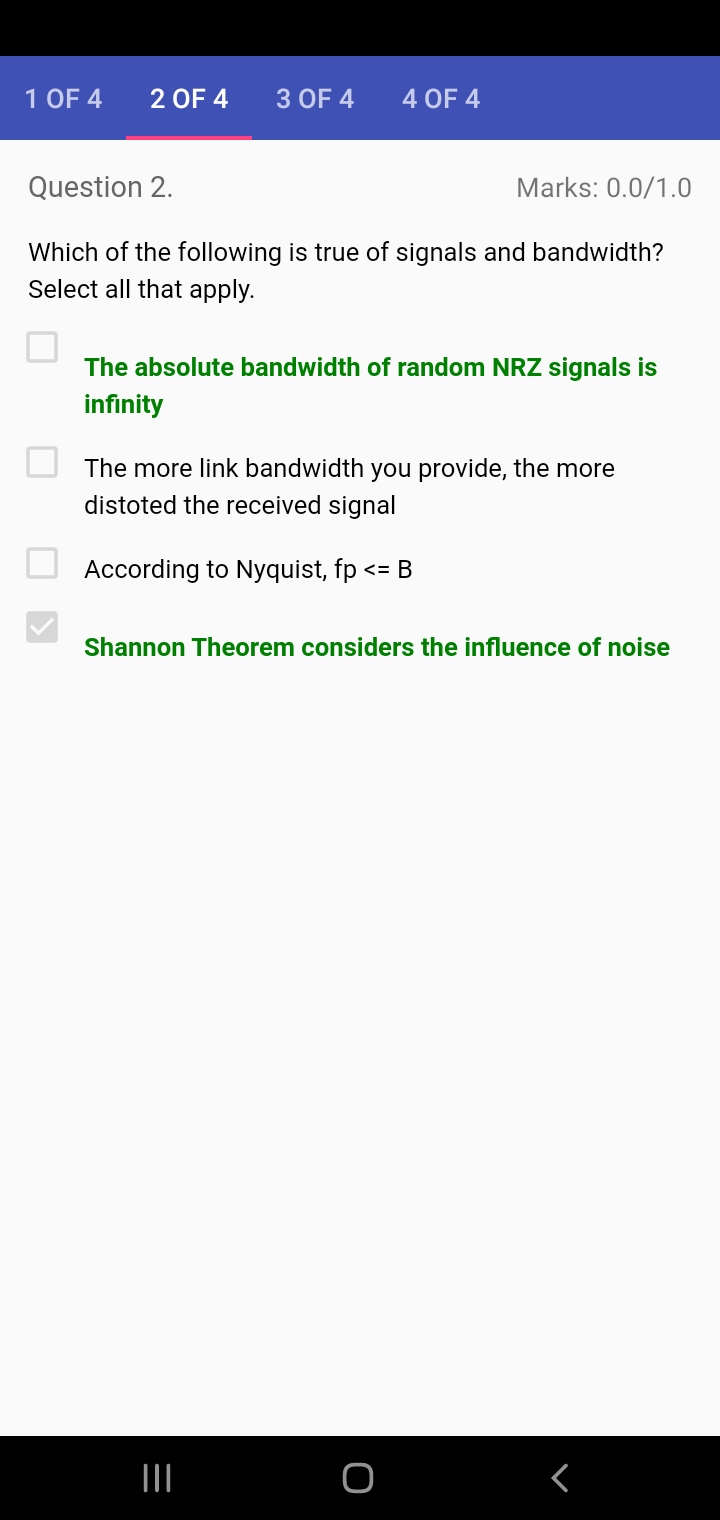 1 OF 4 2 OF 4 3 OF 4 4 OF 4
Question 2. Marks: 0.0/1.0
Which of the following is true of signals and bandwidth?
Select all that apply.
The absolute bandwidth of random NRZ signals is
infinity
The more link bandwidth you provide, the more
distoted the received signal
According to Nyquist, fp <= B
Shannon Theorem considers the influence of noise